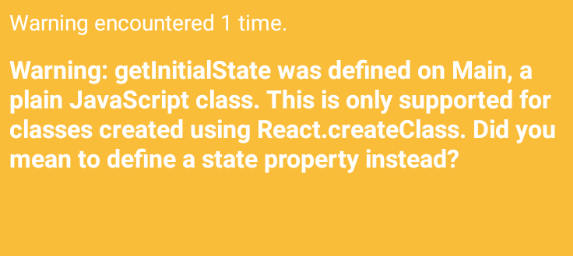 Warning encountered 1 time.
Warning: getInitialState was defined on Main, a
plain JavaScript class. This is only supported for
classes created using React.createClass. Did you
mean to define a state property instead?